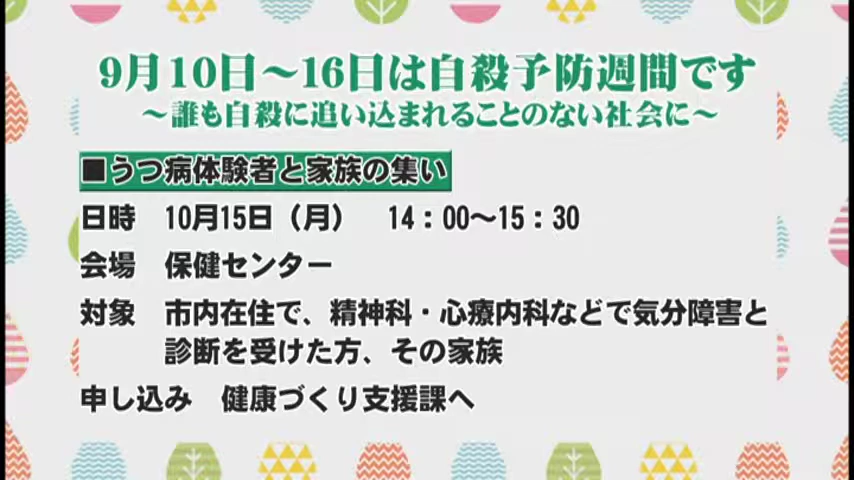 9月10日～16日は自殺予防週間です
～誰も自殺に追い込まれることのない社会に～
■うつ病体験者と家族の集い
日時　10月15日（月）　14：00～15：30
会場　保健センター
対象　市内在住で、精神科・心療内科などで気分障害と
診断を受けた方、その家族
申し込み　健康づくり支援課へ